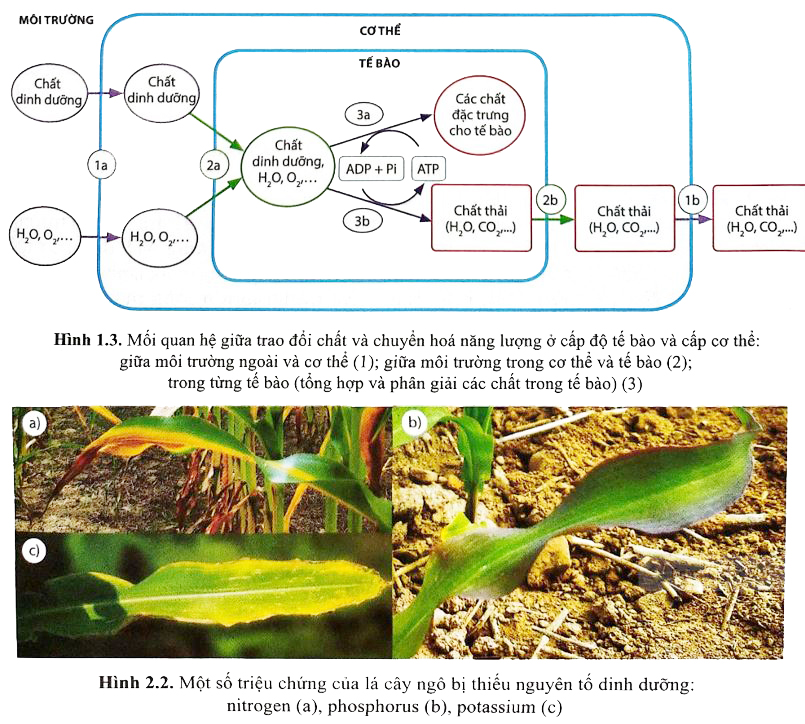 MÔI TRƯỜNG
CƠ THỂ
TẾ BÀO
Chất
dinh dưỡng
Chất
dinh dưỡng
3a
Các chất
đặc trưng
cho tế bào
1a
2a
Chất
dinh dưỡng,
H₂O, O₂,...
ADP + Pi
ATP
2b
1b
3b
H₂O, O₂,...
H₂O, O₂,...
Chất thải
(H₂O, CO₂,...)
Chất thải
(H₂O, CO₂,...)
Chất thải
(H₂O, CO₂,...)
Hình 1.3. Mối quan hệ giữa trao đổi chất và chuyển hoá năng lượng ở cấp độ tế bào và cấp cơ thể:
giữa môi trường ngoài và cơ thể (1); giữa môi trường trong cơ thể và tế bào (2);
trong từng tế bào (tổng hợp và phân giải các chất trong tế bào) (3)
a)
b)
c)
Hình 2.2. Một số triệu chứng của lá cây ngô bị thiếu nguyên tố dinh dưỡng:
nitrogen (a), phosphorus (b), potassium (c)